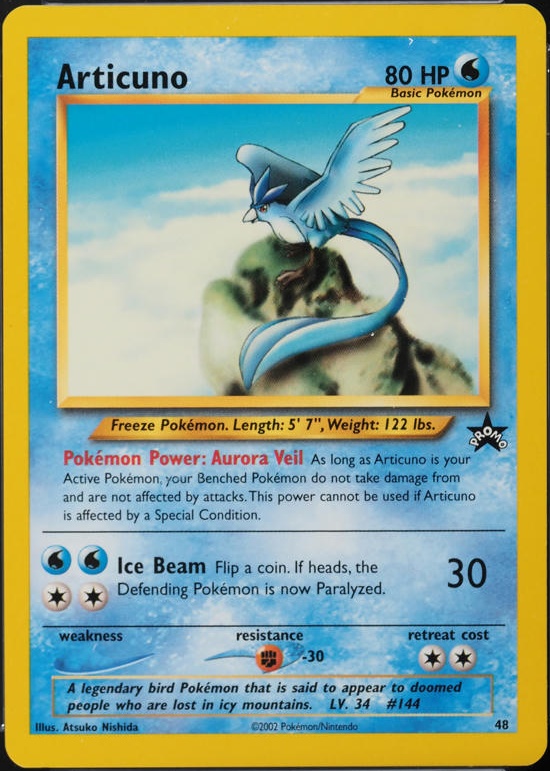 Articuno
80 HP
Basic Pokémon
Freeze Pokémon. Length: 5' 7", Weight: 122 lbs.
PROMO
Pokémon Power: Aurora Veil As long as Articuno is your
Active Pokémon, your Benched Pokémon do not take damage from
and are not affected by attacks. This power cannot be used if Articuno
is affected by a Special Condition.
Ice Beam Flip a coin. If heads, the
Defending Pokémon is now Paralyzed.
30
weakness resistance retreat cost
-30
A legendary bird Pokémon that is said to appear to doomed
people who are lost in icy mountains. LV. 34 #144
Illus. Atsuko Nishida ©2002 Pokémon/Nintendo 48